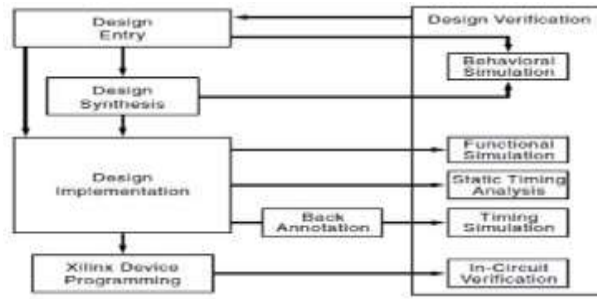 Design
Entry
Design Verification
Behavioral
Simulation
Design
Synthesis
Design
Implementation
Functional
Simulation
Static Timing
Analysis
Back
Annotation
Timing
Simulation
Xilinx Device
Programming
In-Circuit
Verification